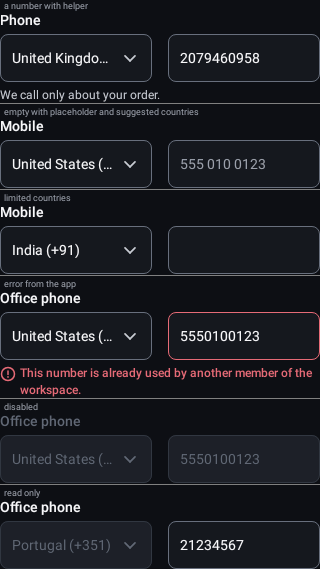 a number with helper
Phone
United Kingdo... 2079460958
We call only about your order.
empty with placeholder and suggested countries
Mobile
United States (... 555 010 0123
limited countries
Mobile
India (+91)
error from the app
Office phone
United States (... 5550100123
This number is already used by another member of the
workspace.
disabled
Office phone
United States (... 5550100123
read only
Office phone
Portugal (+351) 21234567